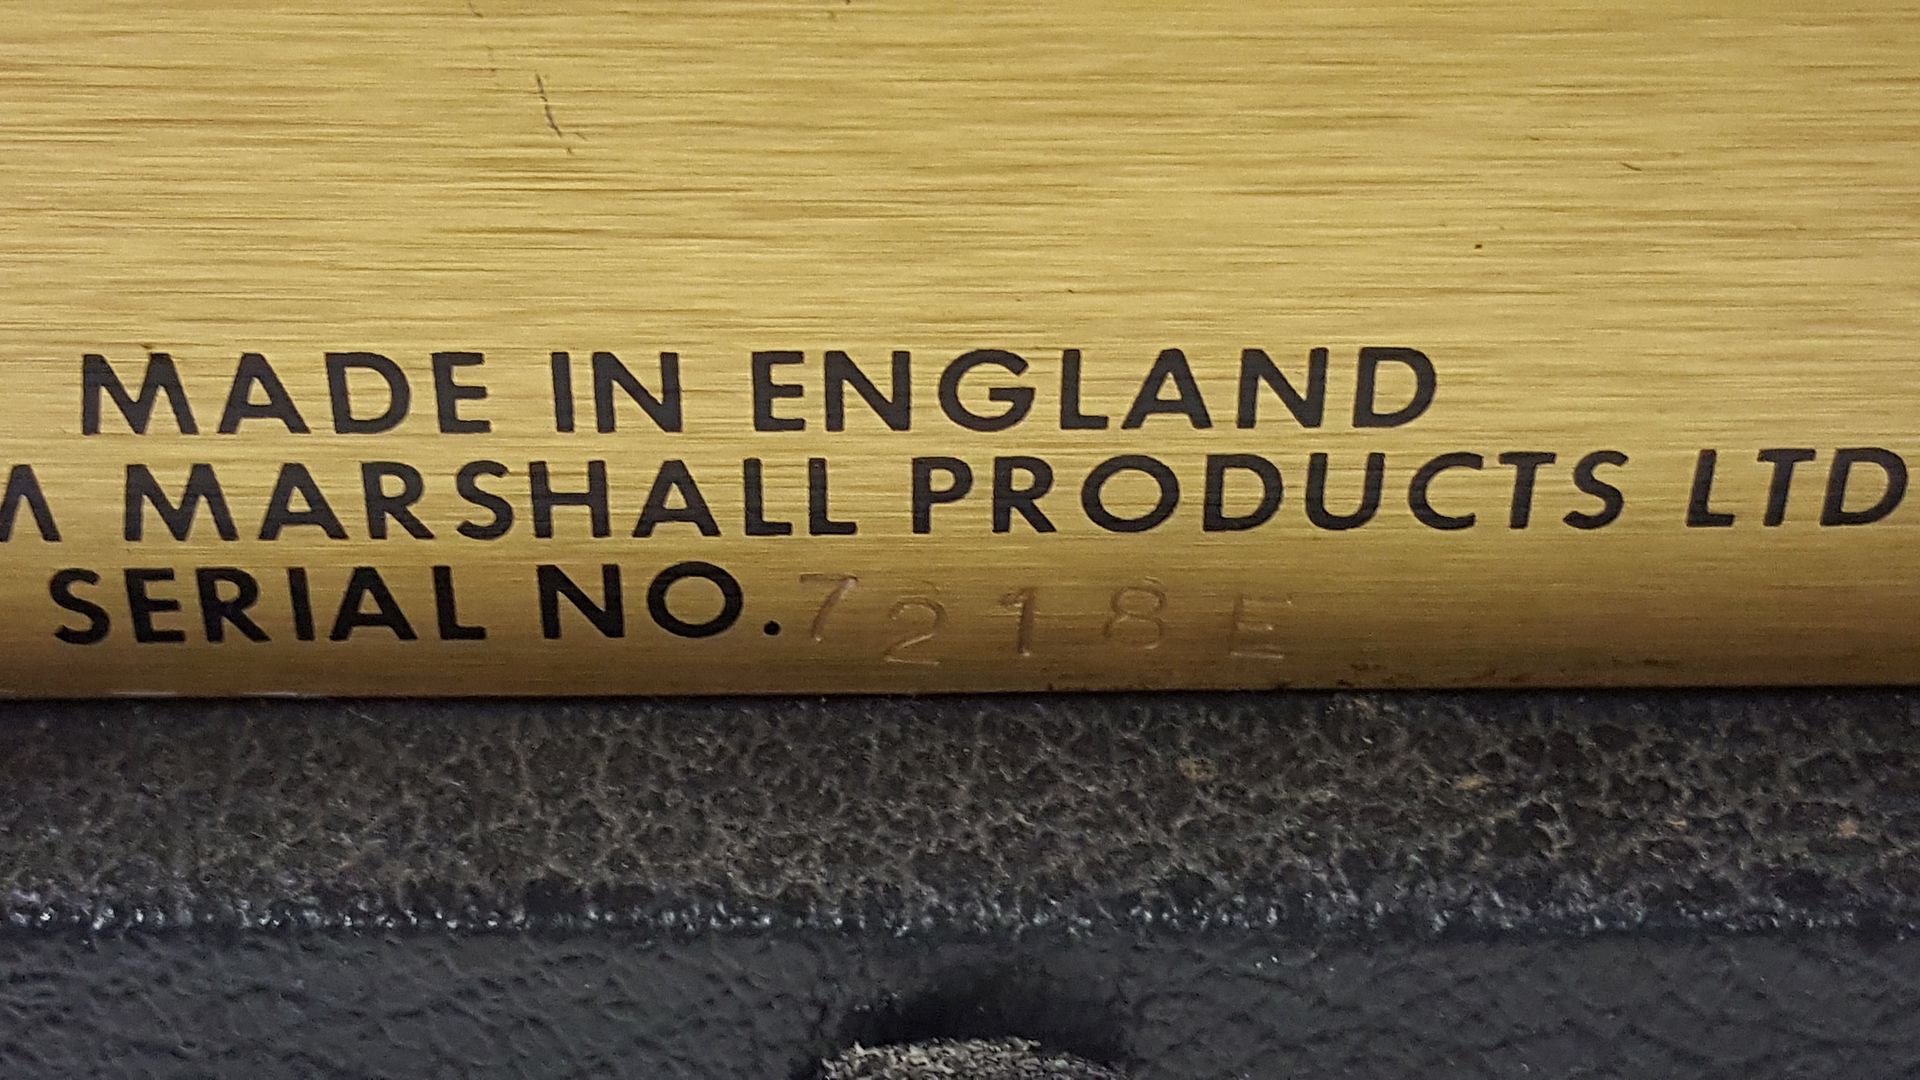 MADE IN ENGLAND
MARSHALL PRODUCTS LTD
SERIAL NO. 7218E